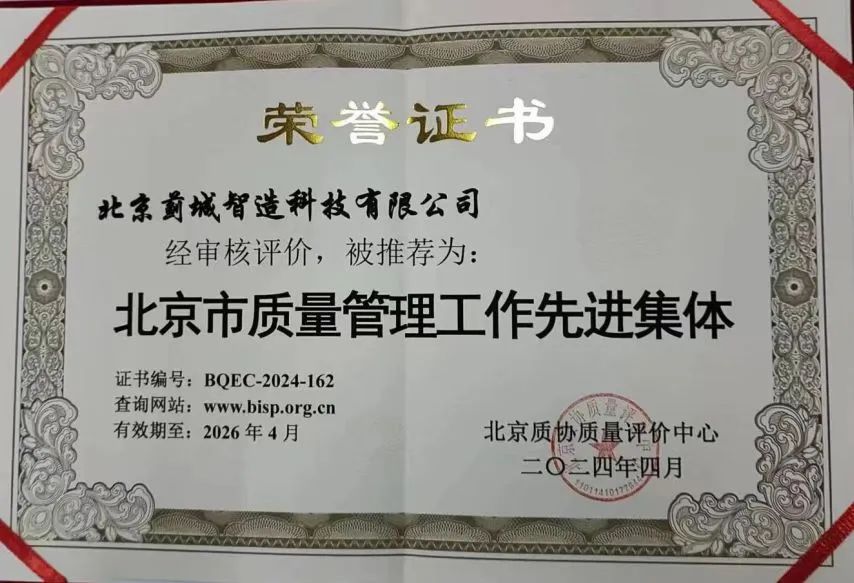 荣誉证书
北京蓟城智造科技有限公司
经审核评价，被推荐为：
北京市质量管理工作先进集体
证书编号：BQEC-2024-162
查询网站：www.bisp.org.cn
有效期至：2026年4月
北京质协质量评价中心
二〇二四年四月